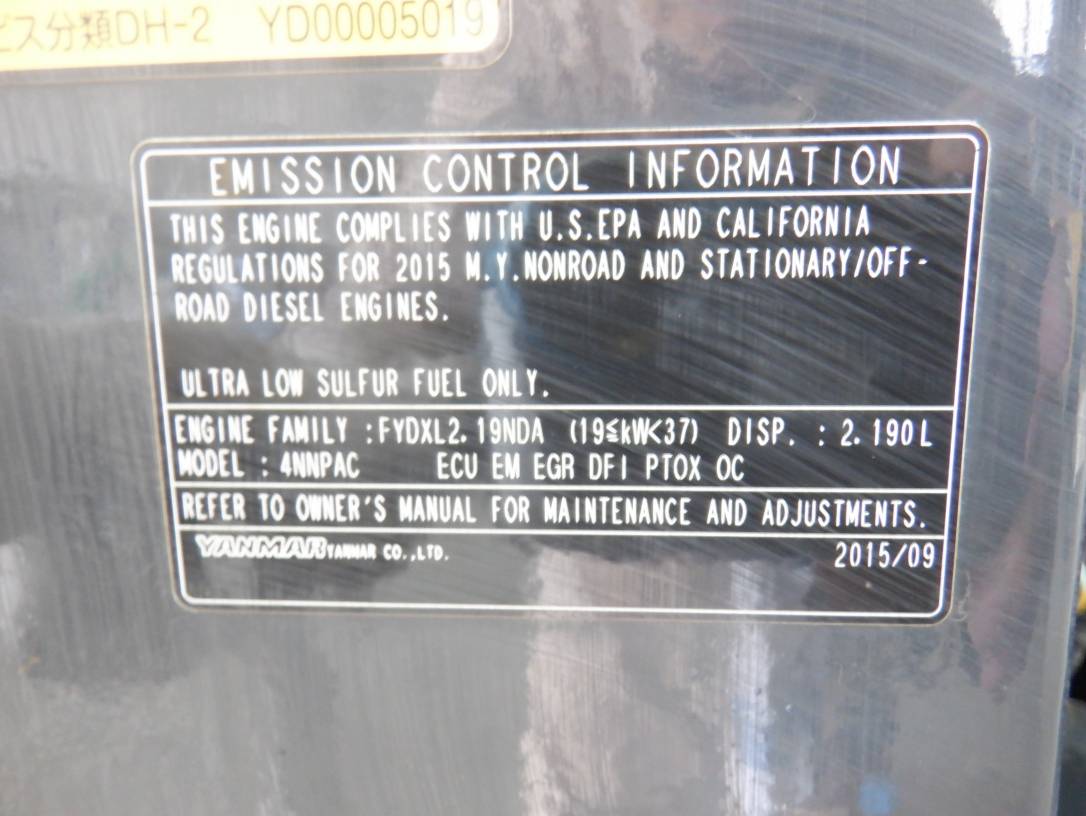 ビス分類DH-2 YD00005019
EMISSION CONTROL INFORMATION
THIS ENGINE COMPLIES WITH U.S.EPA AND CALIFORNIA
REGULATIONS FOR 2015 M.Y.NONROAD AND STATIONARY/OFF-
ROAD DIESEL ENGINES.
ULTRA LOW SULFUR FUEL ONLY.
ENGINE FAMILY :FYDXL2.19NDA (19≦kW<37) DISP. : 2.190L
MODEL : 4NNPAC ECU EM EGR DFI PTOX OC
REFER TO OWNER'S MANUAL FOR MAINTENANCE AND ADJUSTMENTS.
YANMAR YANMAR CO.,LTD. 2015/09